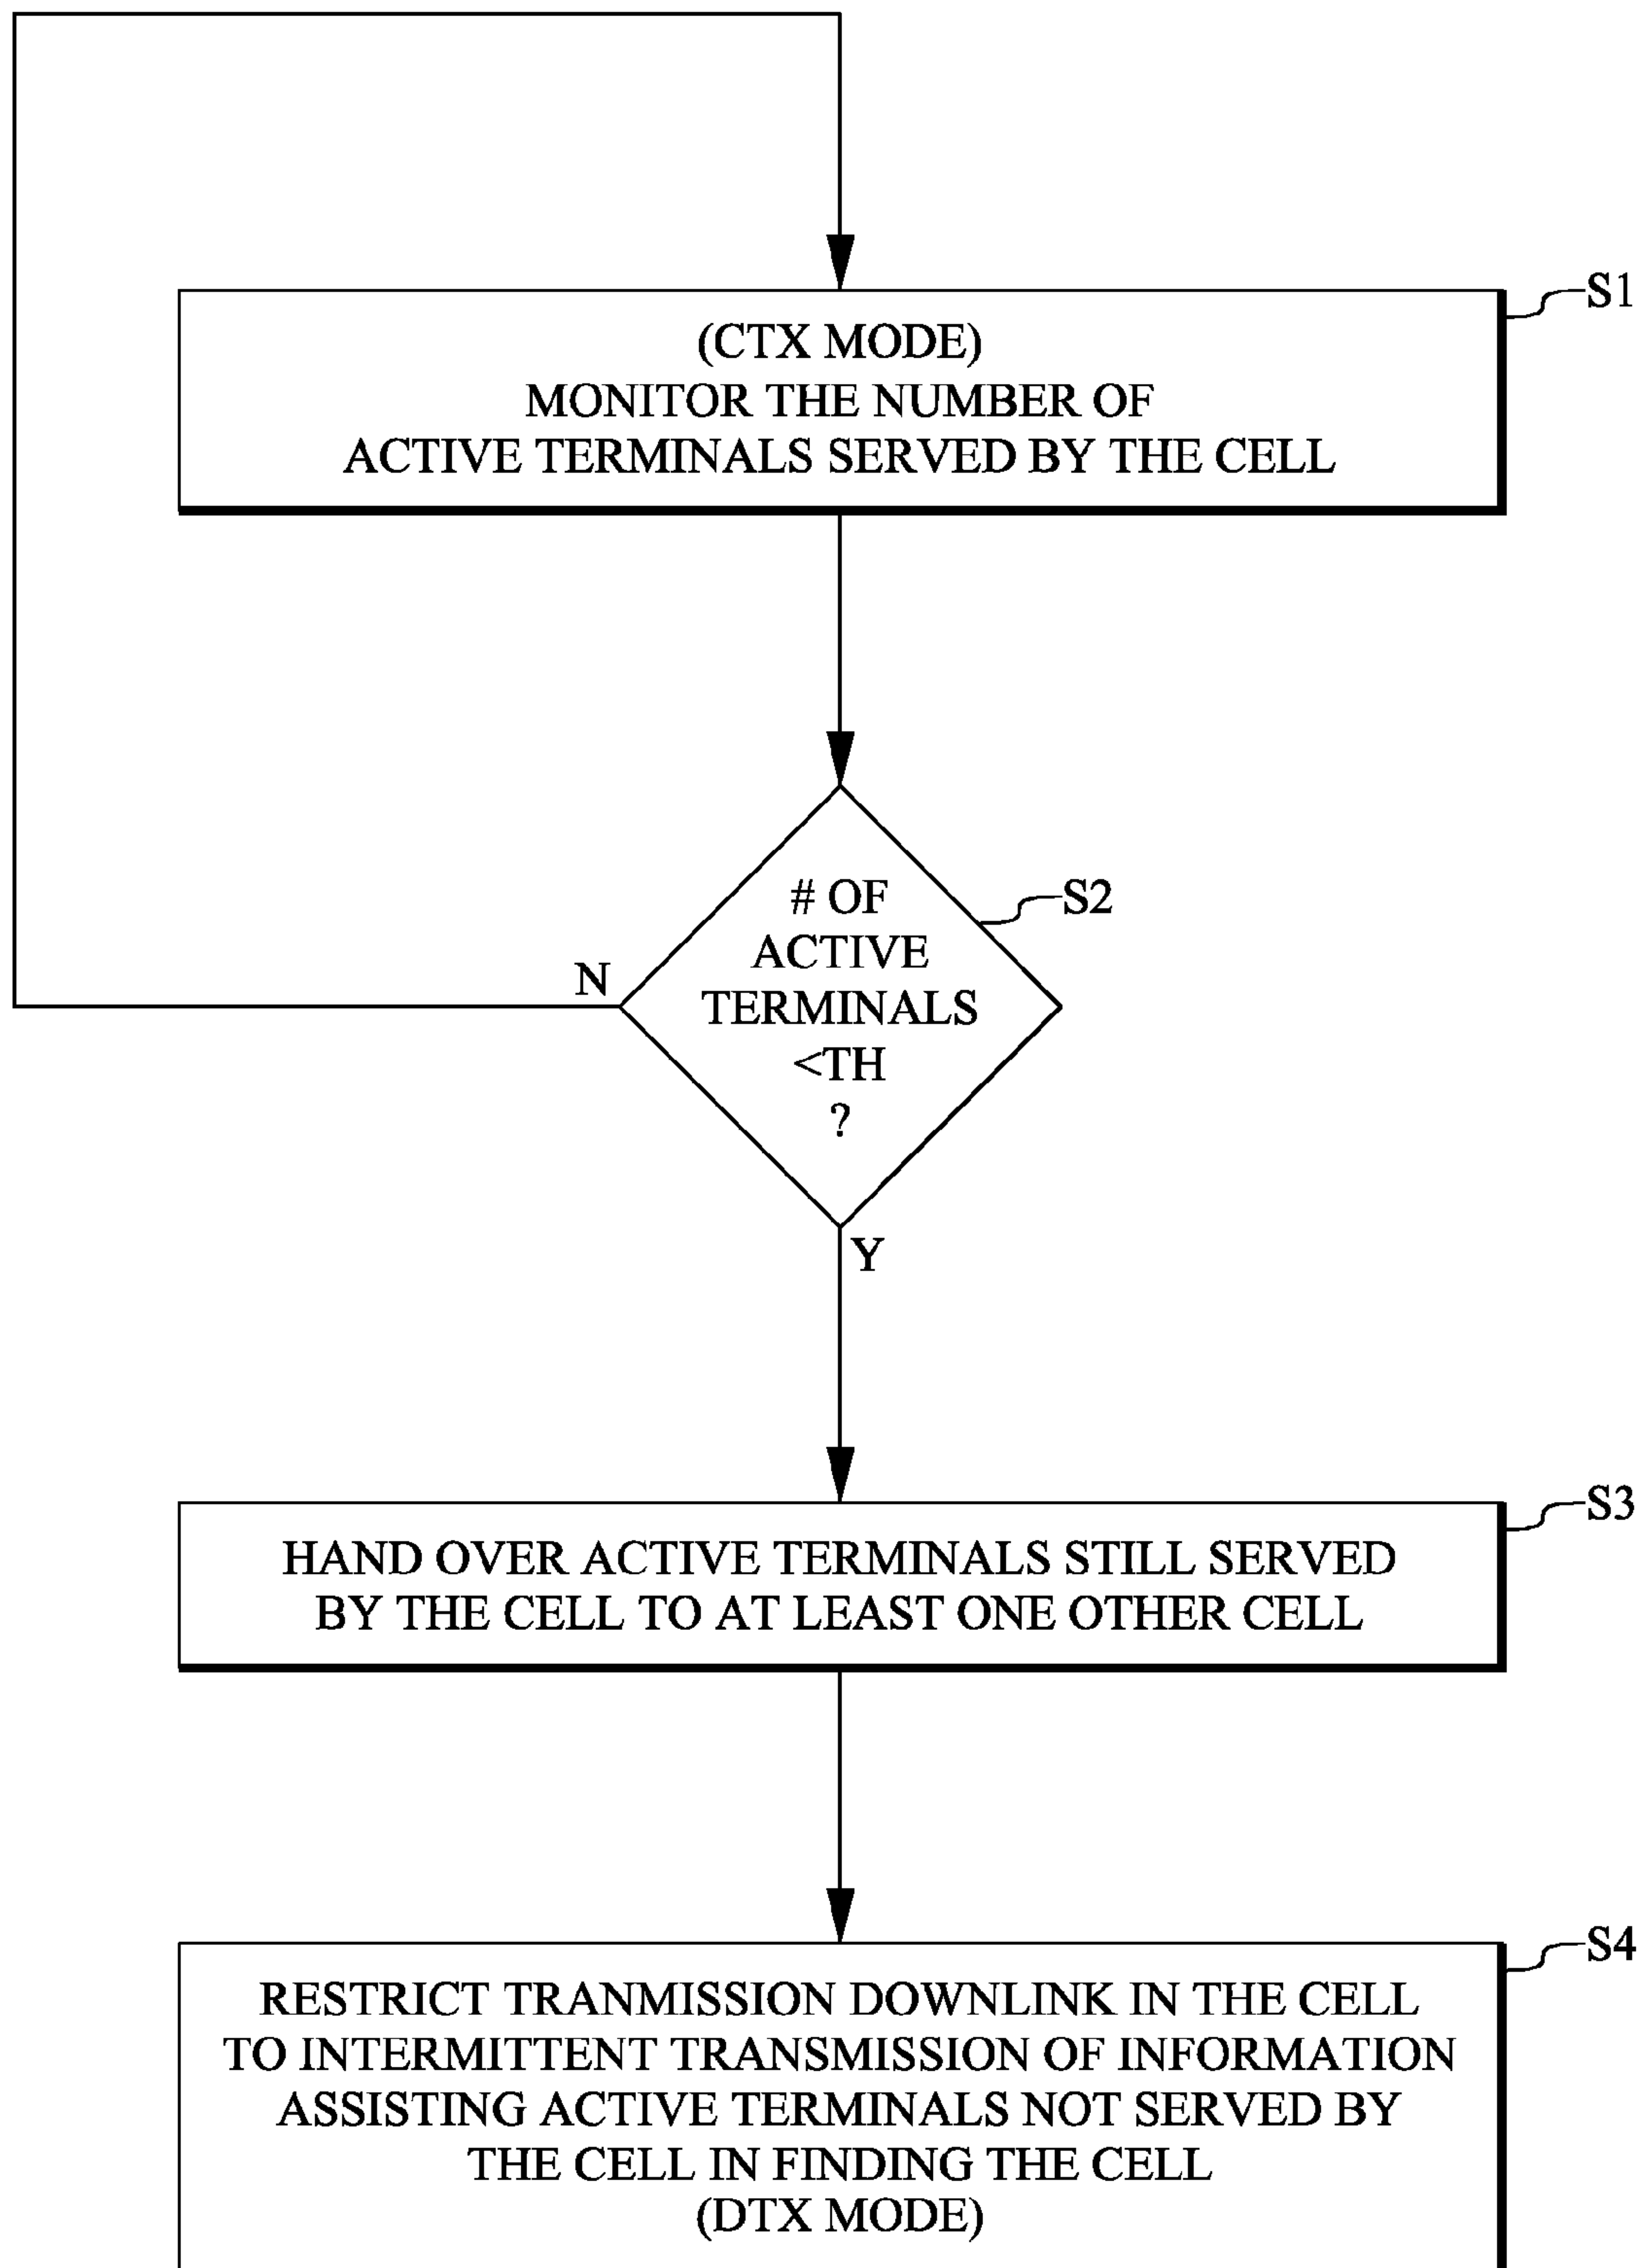 S1
(CTX MODE)
MONITOR THE NUMBER OF
ACTIVE TERMINALS SERVED BY THE CELL
S2
# OF
ACTIVE
TERMINALS
<TH
?
N
Y
S3
HAND OVER ACTIVE TERMINALS STILL SERVED
BY THE CELL TO AT LEAST ONE OTHER CELL
S4
RESTRICT TRANMISSION DOWNLINK IN THE CELL
TO INTERMITTENT TRANSMISSION OF INFORMATION
ASSISTING ACTIVE TERMINALS NOT SERVED BY
THE CELL IN FINDING THE CELL
(DTX MODE)